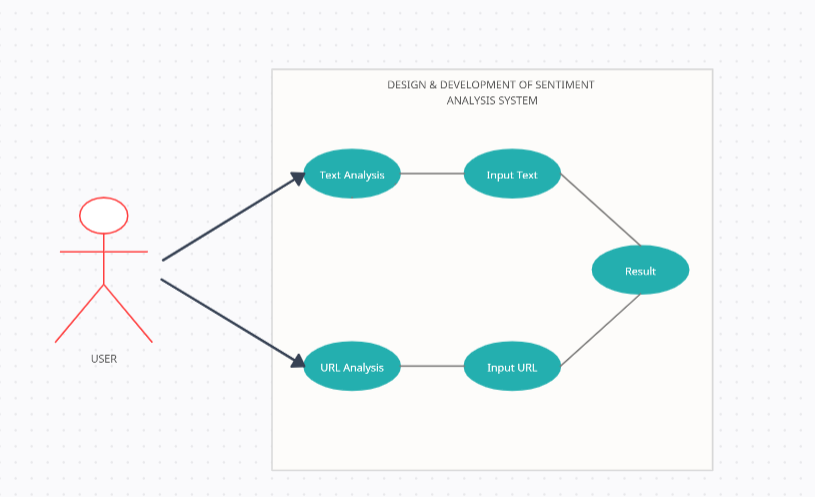 DESIGN & DEVELOPMENT OF SENTIMENT
ANALYSIS SYSTEM
Text Analysis
Input Text
Result
USER
URL Analysis
Input URL